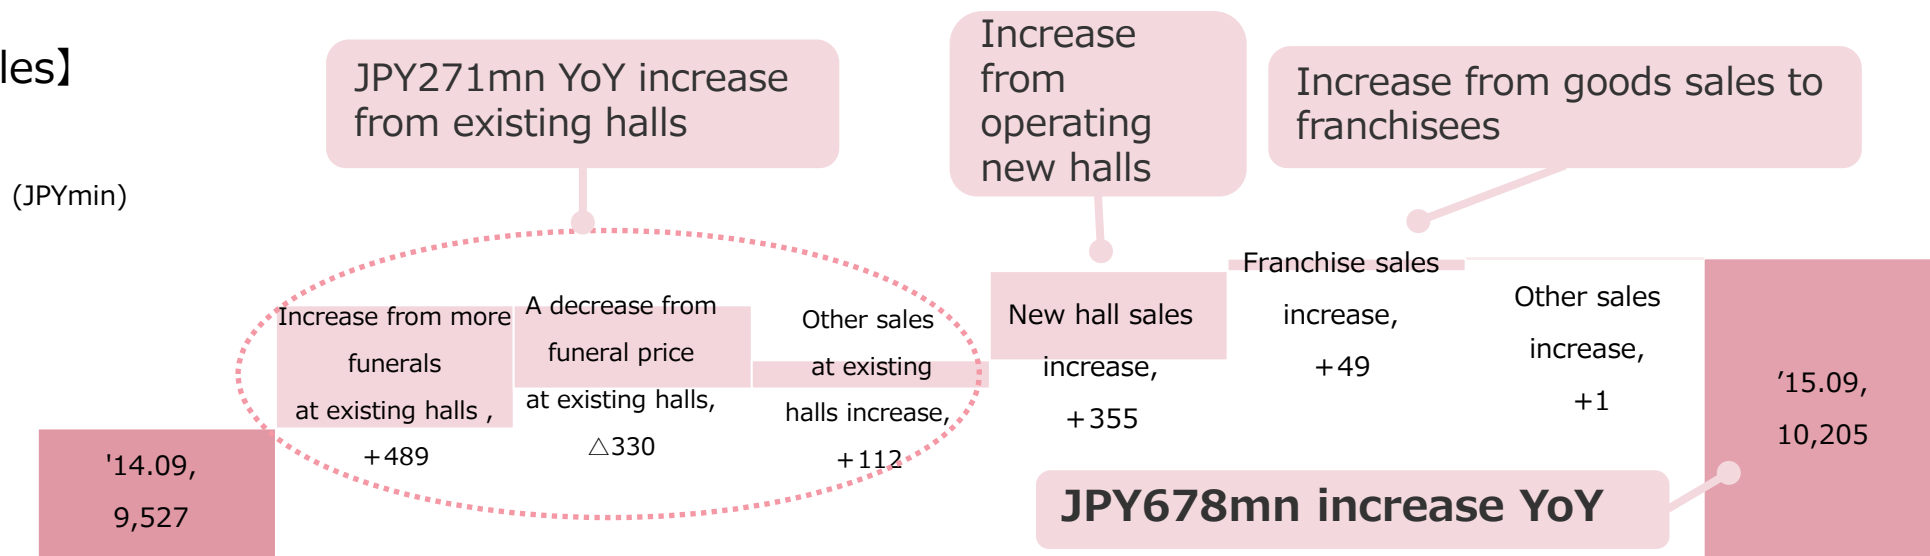 les】
(JPYmin)
JPY271mn YoY increase
from existing halls
Increase
from
operating
new halls
Increase from goods sales to
franchisees
'14.09,
9,527
Increase from more
funerals
at existing halls ,
+489
A decrease from
funeral price
at existing halls,
△330
Other sales
at existing
halls increase,
+112
New hall sales
increase,
+355
Franchise sales
increase,
+49
Other sales
increase,
+1
’15.09,
10,205
JPY678mn increase YoY